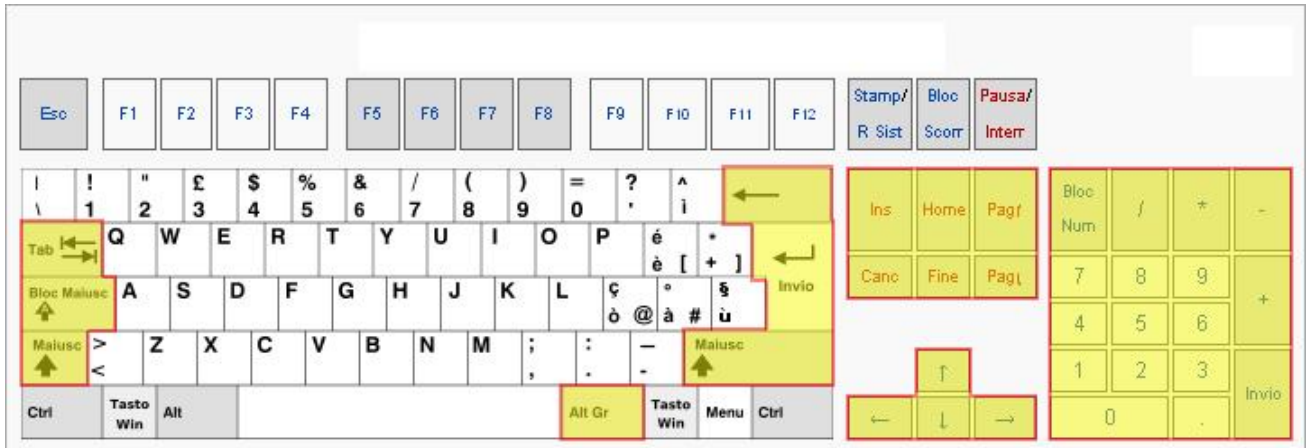 Esc F1 F2 F3 F4 F5 F6 F7 F8 F9 F10 F11 F12 Stamp/ Bloc Pausa/
R Sist Scorr Interr
| ! " £ $ % & / ( ) = ? ^ ←
\ 1 2 3 4 5 6 7 8 9 0 ' ì
Ins Home Pag↑ Bloc / * -
Num
Tab Q W E R T Y U I O P é *
è [ + ]
Invio
Canc Fine Pag↓ 7 8 9 +
Bloc Maiusc A S D F G H J K L ç ° §
ò @ à # ù
4 5 6
Maiusc > Z X C V B N M ; : _ Maiusc
< , . -
↑ 1 2 3 Invio
Ctrl Tasto Alt Alt Gr Tasto Menu Ctrl
Win Win
← ↓ → 0 .